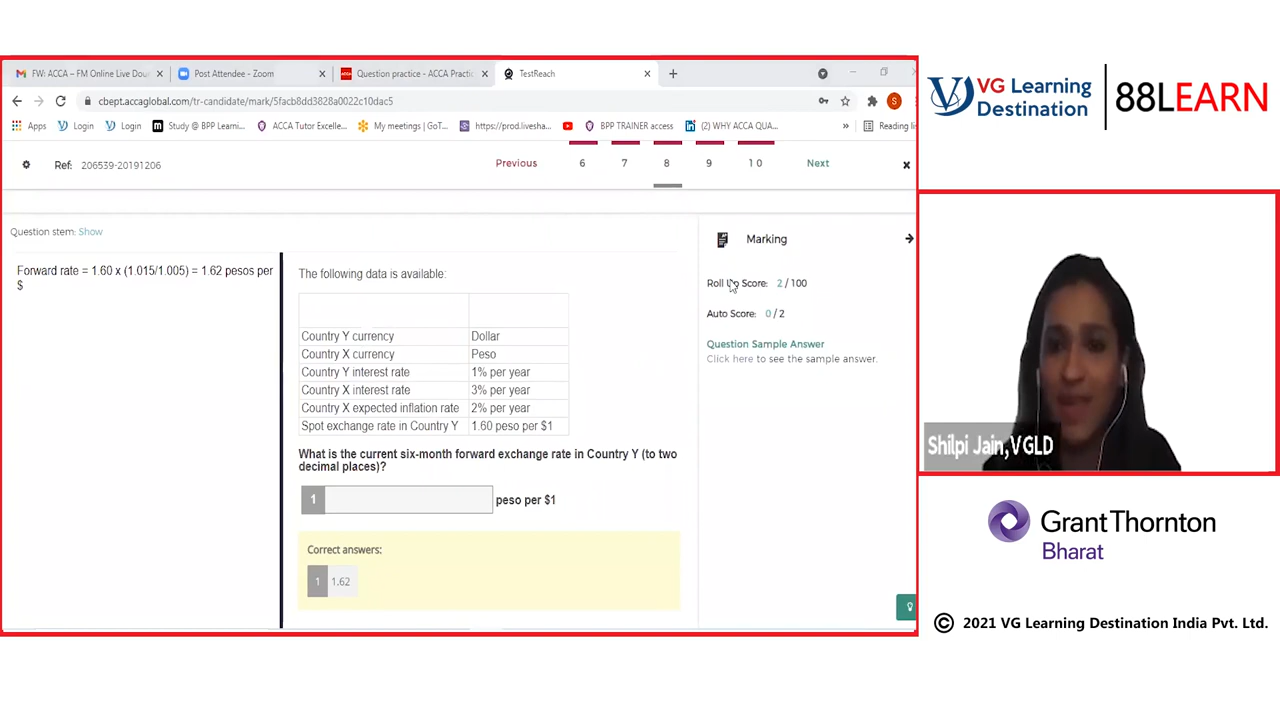 FW: ACCA – FM Online Live Dou
Post Attendee - Zoom
Question practice - ACCA Practic
TestReach
cbept.accaglobal.com/tr-candidate/mark/5facb8dd3828a0022c10dac5
Apps
Login
Login
Study @ BPP Learni...
ACCA Tutor Excelle...
My meetings | GoT...
https://prod.livesha...
BPP TRAINER access
(2) WHY ACCA QUA...
»
Reading lis
Ref: 206539-20191206
Previous 6 7 8 9 10 Next
Question stem: Show
Forward rate = 1.60 x (1.015/1.005) = 1.62 pesos per
$
The following data is available:
Country Y currency Dollar
Country X currency Peso
Country Y interest rate 1% per year
Country X interest rate 3% per year
Country X expected inflation rate 2% per year
Spot exchange rate in Country Y 1.60 peso per $1
What is the current six-month forward exchange rate in Country Y (to two
decimal places)?
1 peso per $1
Correct answers:
1 1.62
Marking
Roll Up Score: 2 / 100
Auto Score: 0 / 2
Question Sample Answer
Click here to see the sample answer.
VG Learning
Destination
88LEARN
Shilpi Jain,VGLD
Grant Thornton
Bharat
© 2021 VG Learning Destination India Pvt. Ltd.